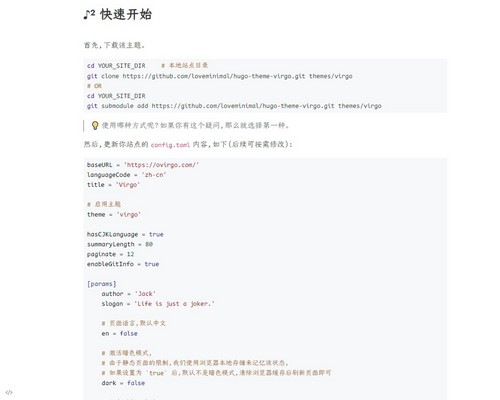 ♪² 快速开始
首先,下载该主题。
cd YOUR_SITE_DIR    # 本地站点目录
git clone https://github.com/loveminimal/hugo-theme-virgo.git themes/virgo
# OR
cd YOUR_SITE_DIR
git submodule add https://github.com/loveminimal/hugo-theme-virgo.git themes/virgo
💡 使用哪种方式呢?如果你有这个疑问,那么就选择第一种。
然后,更新你站点的 config.toml 内容,如下(后续可按需修改):
baseURL = 'https://ovirgo.com/'
languageCode = 'zh-cn'
title = 'Virgo'
# 启用主题
theme = 'virgo'
hasCJKLanguage = true
summaryLength = 80
paginate = 12
enableGitInfo = true
[params]
author = 'Jack'
slogan = 'Life is just a joker.'
# 页面语言,默认中文
en = false
# 激活暗色模式,
# 由于静态页面的限制,我们使用浏览器本地存储来记忆该状态,
# 如果设置为 `true` 后,默认不是暗色模式,清除浏览器缓存后刷新页面即可
dark = false
</>